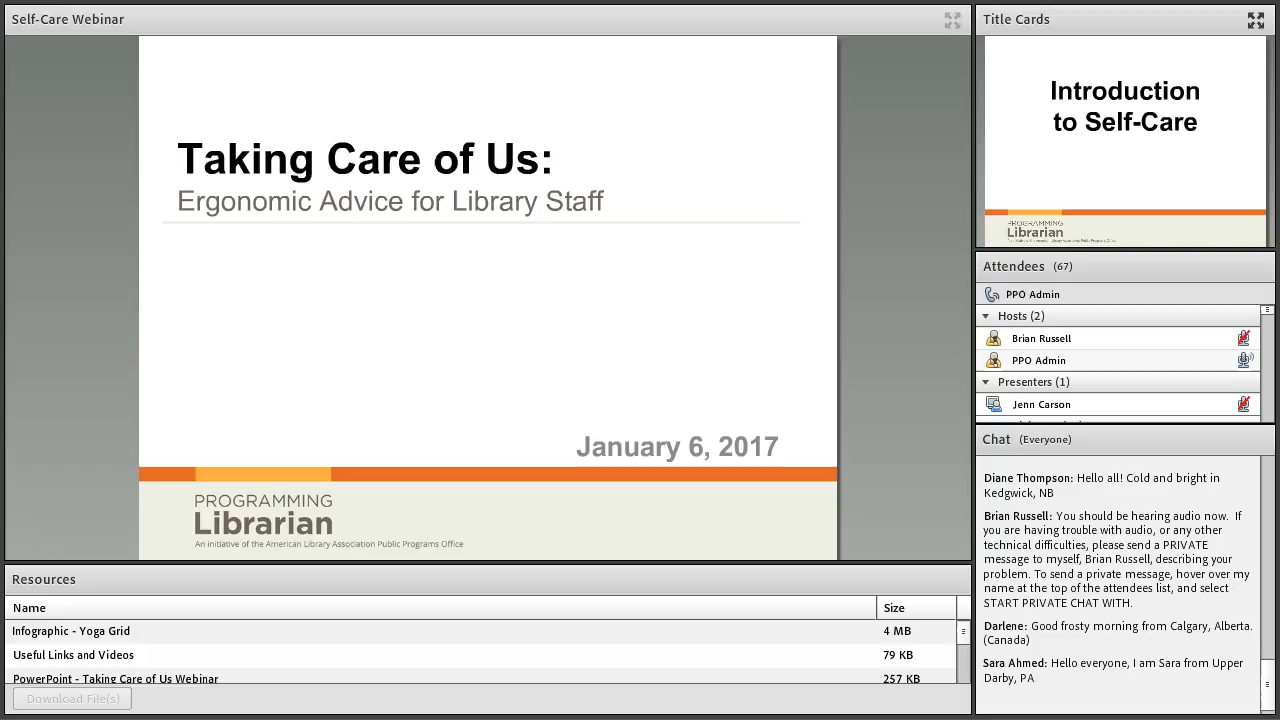 Self-Care Webinar
Taking Care of Us:
Ergonomic Advice for Library Staff
January 6, 2017
PROGRAMMING
Librarian
An initiative of the American Library Association Public Programs Office
Resources
Name Size
Infographic - Yoga Grid 4 MB
Useful Links and Videos 79 KB
PowerPoint - Taking Care of Us Webinar 257 KB
Download File(s)
Title Cards
Introduction
to Self-Care
PROGRAMMING
Librarian
Attendees (67)
PPO Admin
Hosts (2)
Brian Russell
PPO Admin
Presenters (1)
Jenn Carson
Chat (Everyone)
Diane Thompson: Hello all! Cold and bright in
Kedgwick, NB
Brian Russell: You should be hearing audio now. If
you are having trouble with audio, or any other
technical difficulties, please send a PRIVATE
message to myself, Brian Russell, describing your
problem. To send a private message, hover over my
name at the top of the attendees list, and select
START PRIVATE CHAT WITH.
Darlene: Good frosty morning from Calgary, Alberta.
(Canada)
Sara Ahmed: Hello everyone, I am Sara from Upper
Darby, PA